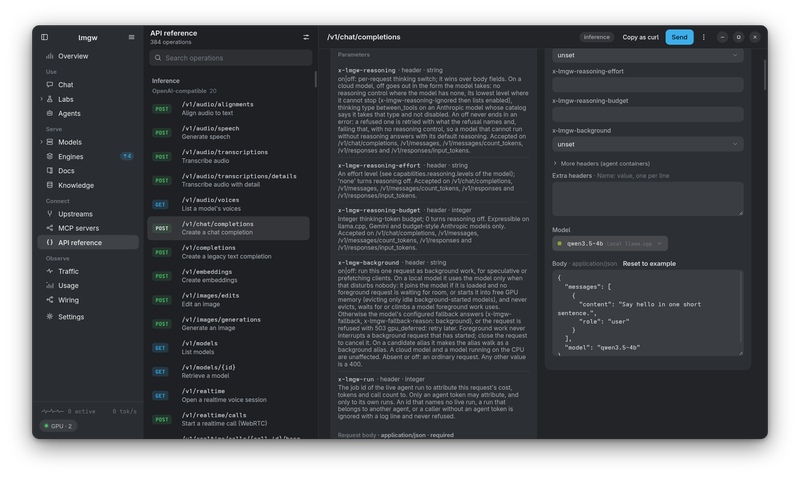 lmgw
Overview
Use
Chat
Labs
Agents
Serve
Models
Engines
4
Docs
Knowledge
Connect
Upstreams
MCP servers
API reference
Observe
Traffic
Usage
Wiring
Settings
0 active
0 tok/s
GPU · 2
API reference
384 operations
Search operations
Inference
OpenAI-compatible 20
POST /v1/audio/alignments
Align audio to text
POST /v1/audio/speech
Generate speech
POST /v1/audio/transcriptions
Transcribe audio
POST /v1/audio/transcriptions/details
Transcribe audio with detail
GET /v1/audio/voices
List a model's voices
POST /v1/chat/completions
Create a chat completion
POST /v1/completions
Create a legacy text completion
POST /v1/embeddings
Create embeddings
POST /v1/images/edits
Edit an image
POST /v1/images/generations
Generate an image
GET /v1/models
List models
GET /v1/models/{id}
Retrieve a model
GET /v1/realtime
Open a realtime voice session
POST /v1/realtime/calls
Start a realtime call (WebRTC)
/v1/chat/completions
inference
Copy as curl
Send
Parameters
x-lmgw-reasoning · header · string
on|off: per-request thinking switch; it wins over body fields. On a
cloud model, off goes out in the form the model takes: no
reasoning control where the model has none, its lowest level where
it cannot stop (x-lmgw-reasoning-ignored then lists enabled),
thinking type between_tools on an Anthropic model whose catalog
says it takes that type and not disabled. An off never ends in an
error: a refused one is retried with what the refusal names and,
failing that, with no reasoning control, so a model that cannot run
without reasoning answers with its default reasoning. Accepted on
/v1/chat/completions, /v1/messages, /v1/messages/count_tokens,
/v1/responses and /v1/responses/input_tokens.
x-lmgw-reasoning-effort · header · string
An effort level (see capabilities.reasoning.levels of the model);
'none' turns reasoning off. Accepted on /v1/chat/completions,
/v1/messages, /v1/messages/count_tokens, /v1/responses and
/v1/responses/input_tokens.
x-lmgw-reasoning-budget · header · integer
Integer thinking-token budget; 0 turns reasoning off. Expressible on
llama.cpp, Gemini and budget-style Anthropic models only.
Accepted on /v1/chat/completions, /v1/messages,
/v1/messages/count_tokens, /v1/responses and
/v1/responses/input_tokens.
x-lmgw-background · header · string
on|off: run this one request as background work, for speculative or
prefetching clients. On a local model it uses the model only when
that disturbs nobody: it joins the model if it is loaded and no
foreground request is waiting for room, or starts it into free GPU
memory (evicting only idle background-started models), and never
evicts, waits for or climbs a model foreground work uses.
Otherwise the model's configured fallback answers (x-lmgw-
fallback, x-lmgw-fallback-reason: background), or the request is
refused with 503 gpu_deferred: retry later. Foreground work never
interrupts a background request that has started; close the request
to cancel it. On a candidate alias it makes the alias walk as a
background alias. A cloud model and a model running on the CPU
are unaffected. Absent or off: an ordinary request. Any other value
is a 400.
x-lmgw-run · header · integer
The job id of the live agent run to attribute this request's cost,
tokens and call count to. Only an agent token may attribute, and
only to its own runs. An id that names no live run, a run that
belongs to another agent, or a caller without an agent token is
ignored with a log line and never refused.
Request body · application/json · required
unset
x-lmgw-reasoning-effort
x-lmgw-reasoning-budget
x-lmgw-background
unset
More headers (agent containers)
Extra headers · Name: value, one per line
Model
qwen3.5-4b local llama.cpp
Body · application/json Reset to example
{
"messages": [
{
"content": "Say hello in one short
sentence.",
"role": "user"
}
],
"model": "qwen3.5-4b"